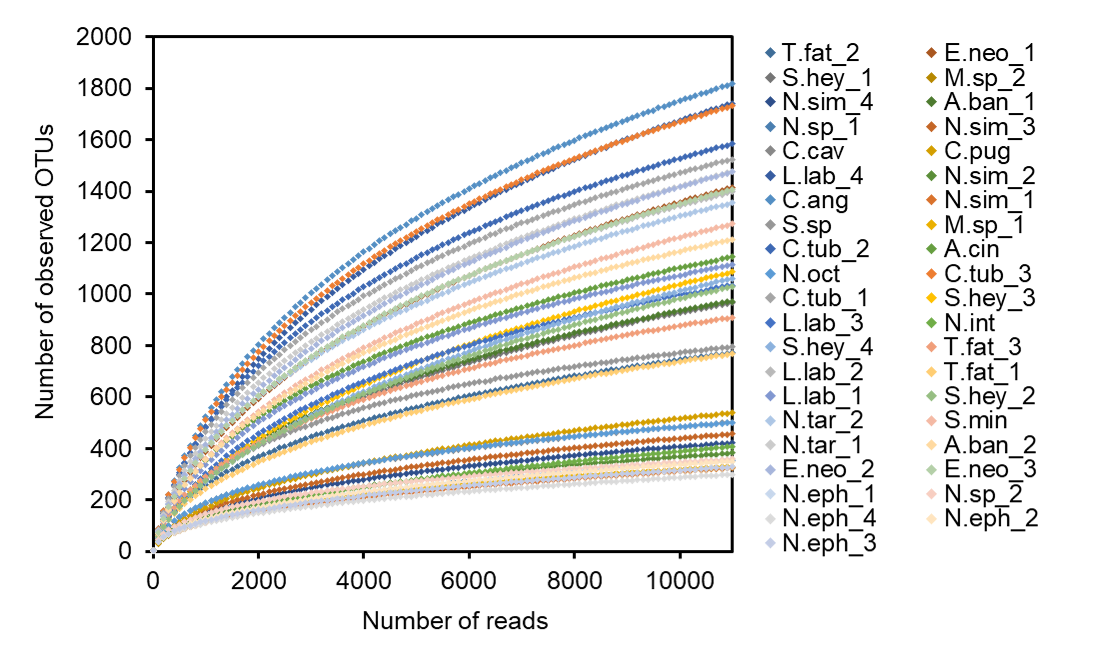 2000
1800
1600
1400
1200
1000
800
600
400
200
0
Number of observed OTUs
0 2000 4000 6000 8000 10000
Number of reads
T.fat_2 E.neo_1
S.hey_1 M.sp_2
N.sim_4 A.ban_1
N.sp_1 N.sim_3
C.cav C.pug
L.lab_4 N.sim_2
C.ang N.sim_1
S.sp M.sp_1
C.tub_2 A.cin
N.oct C.tub_3
C.tub_1 S.hey_3
L.lab_3 N.int
S.hey_4 T.fat_3
L.lab_2 T.fat_1
L.lab_1 S.hey_2
N.tar_2 S.min
N.tar_1 A.ban_2
E.neo_2 E.neo_3
N.eph_1 N.sp_2
N.eph_4 N.eph_2
N.eph_3